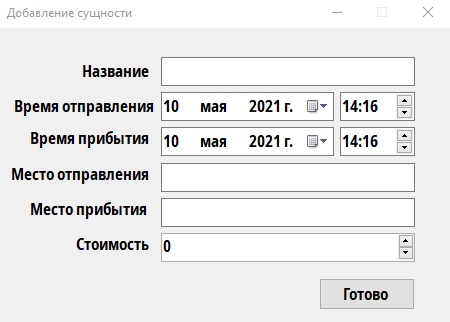 Добавление сущности
Название
Время отправления 10 мая 2021 г. 14:16
Время прибытия 10 мая 2021 г. 14:16
Место отправления
Место прибытия
Стоимость 0
Готово